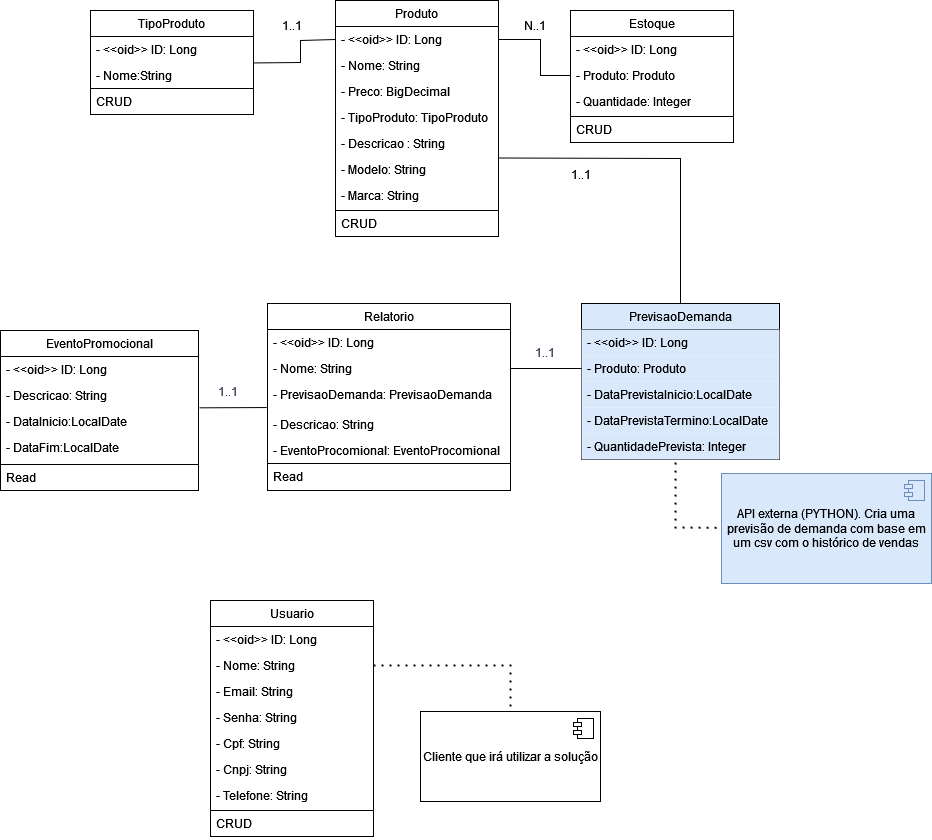 TipoProduto
- <<oid>> ID: Long
- Nome:String
CRUD
1..1
Produto
- <<oid>> ID: Long
- Nome: String
- Preco: BigDecimal
- TipoProduto: TipoProduto
- Descricao : String
- Modelo: String
- Marca: String
CRUD
N..1
Estoque
- <<oid>> ID: Long
- Produto: Produto
- Quantidade: Integer
CRUD
1..1
EventoPromocional
- <<oid>> ID: Long
- Descricao: String
- DataInicio:LocalDate
- DataFim:LocalDate
Read
1..1
Relatorio
- <<oid>> ID: Long
- Nome: String
- PrevisaoDemanda: PrevisaoDemanda
- Descricao: String
- EventoProcomional: EventoProcomional
Read
1..1
PrevisaoDemanda
- <<oid>> ID: Long
- Produto: Produto
- DataPrevistaInicio:LocalDate
- DataPrevistaTermino:LocalDate
- QuantidadePrevista: Integer
API externa (PYTHON). Cria uma
previsão de demanda com base em
um csv com o histórico de vendas
Usuario
- <<oid>> ID: Long
- Nome: String
- Email: String
- Senha: String
- Cpf: String
- Cnpj: String
- Telefone: String
CRUD
Cliente que irá utilizar a solução